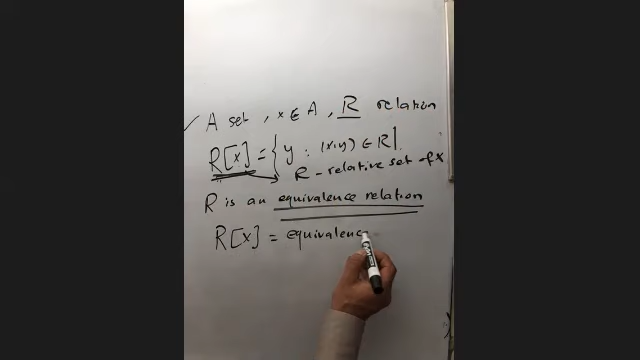 ✓ A set, x ∈ A, R relation
R[x] = { y : (x,y) ∈ R}
R - relative set of x
R is an equivalence relation
R[x] = equivalenc